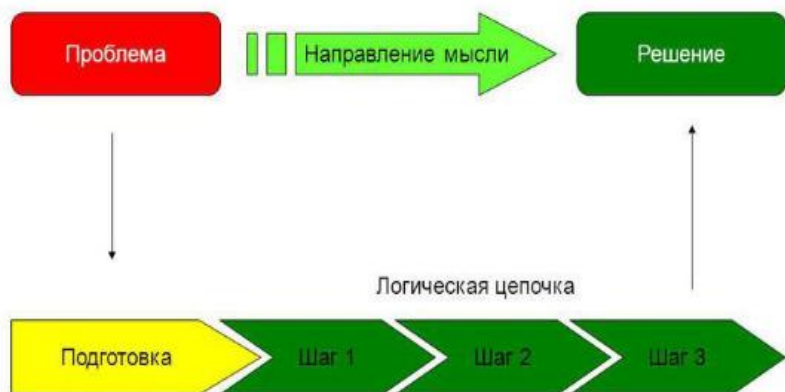 Проблема
Направление мысли
Решение
Логическая цепочка
Подготовка
Шаг 1
Шаг 2
Шаг 3